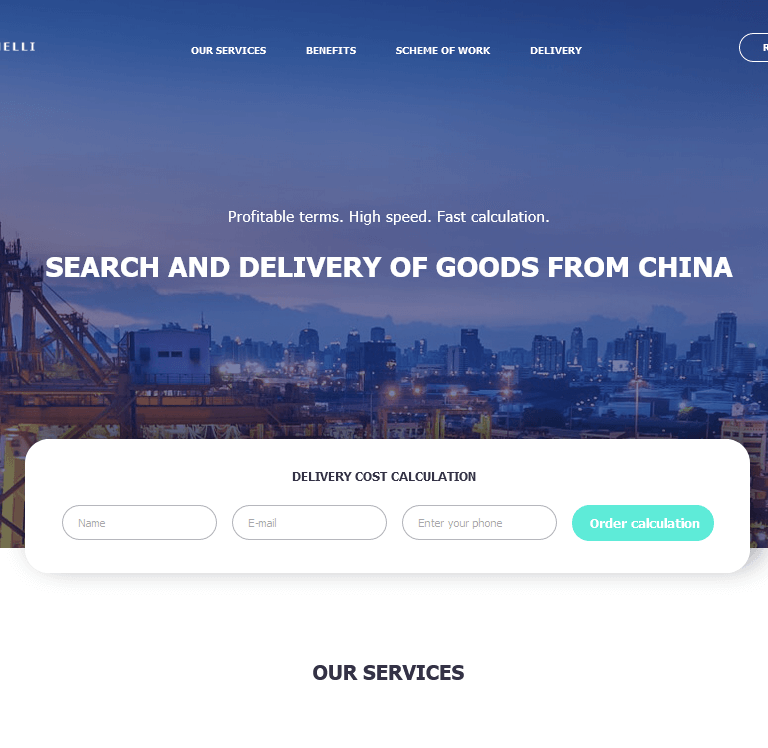 OUR SERVICES BENEFITS SCHEME OF WORK DELIVERY
Profitable terms. High speed. Fast calculation.
SEARCH AND DELIVERY OF GOODS FROM CHINA
DELIVERY COST CALCULATION
Name E-mail Enter your phone Order calculation
OUR SERVICES